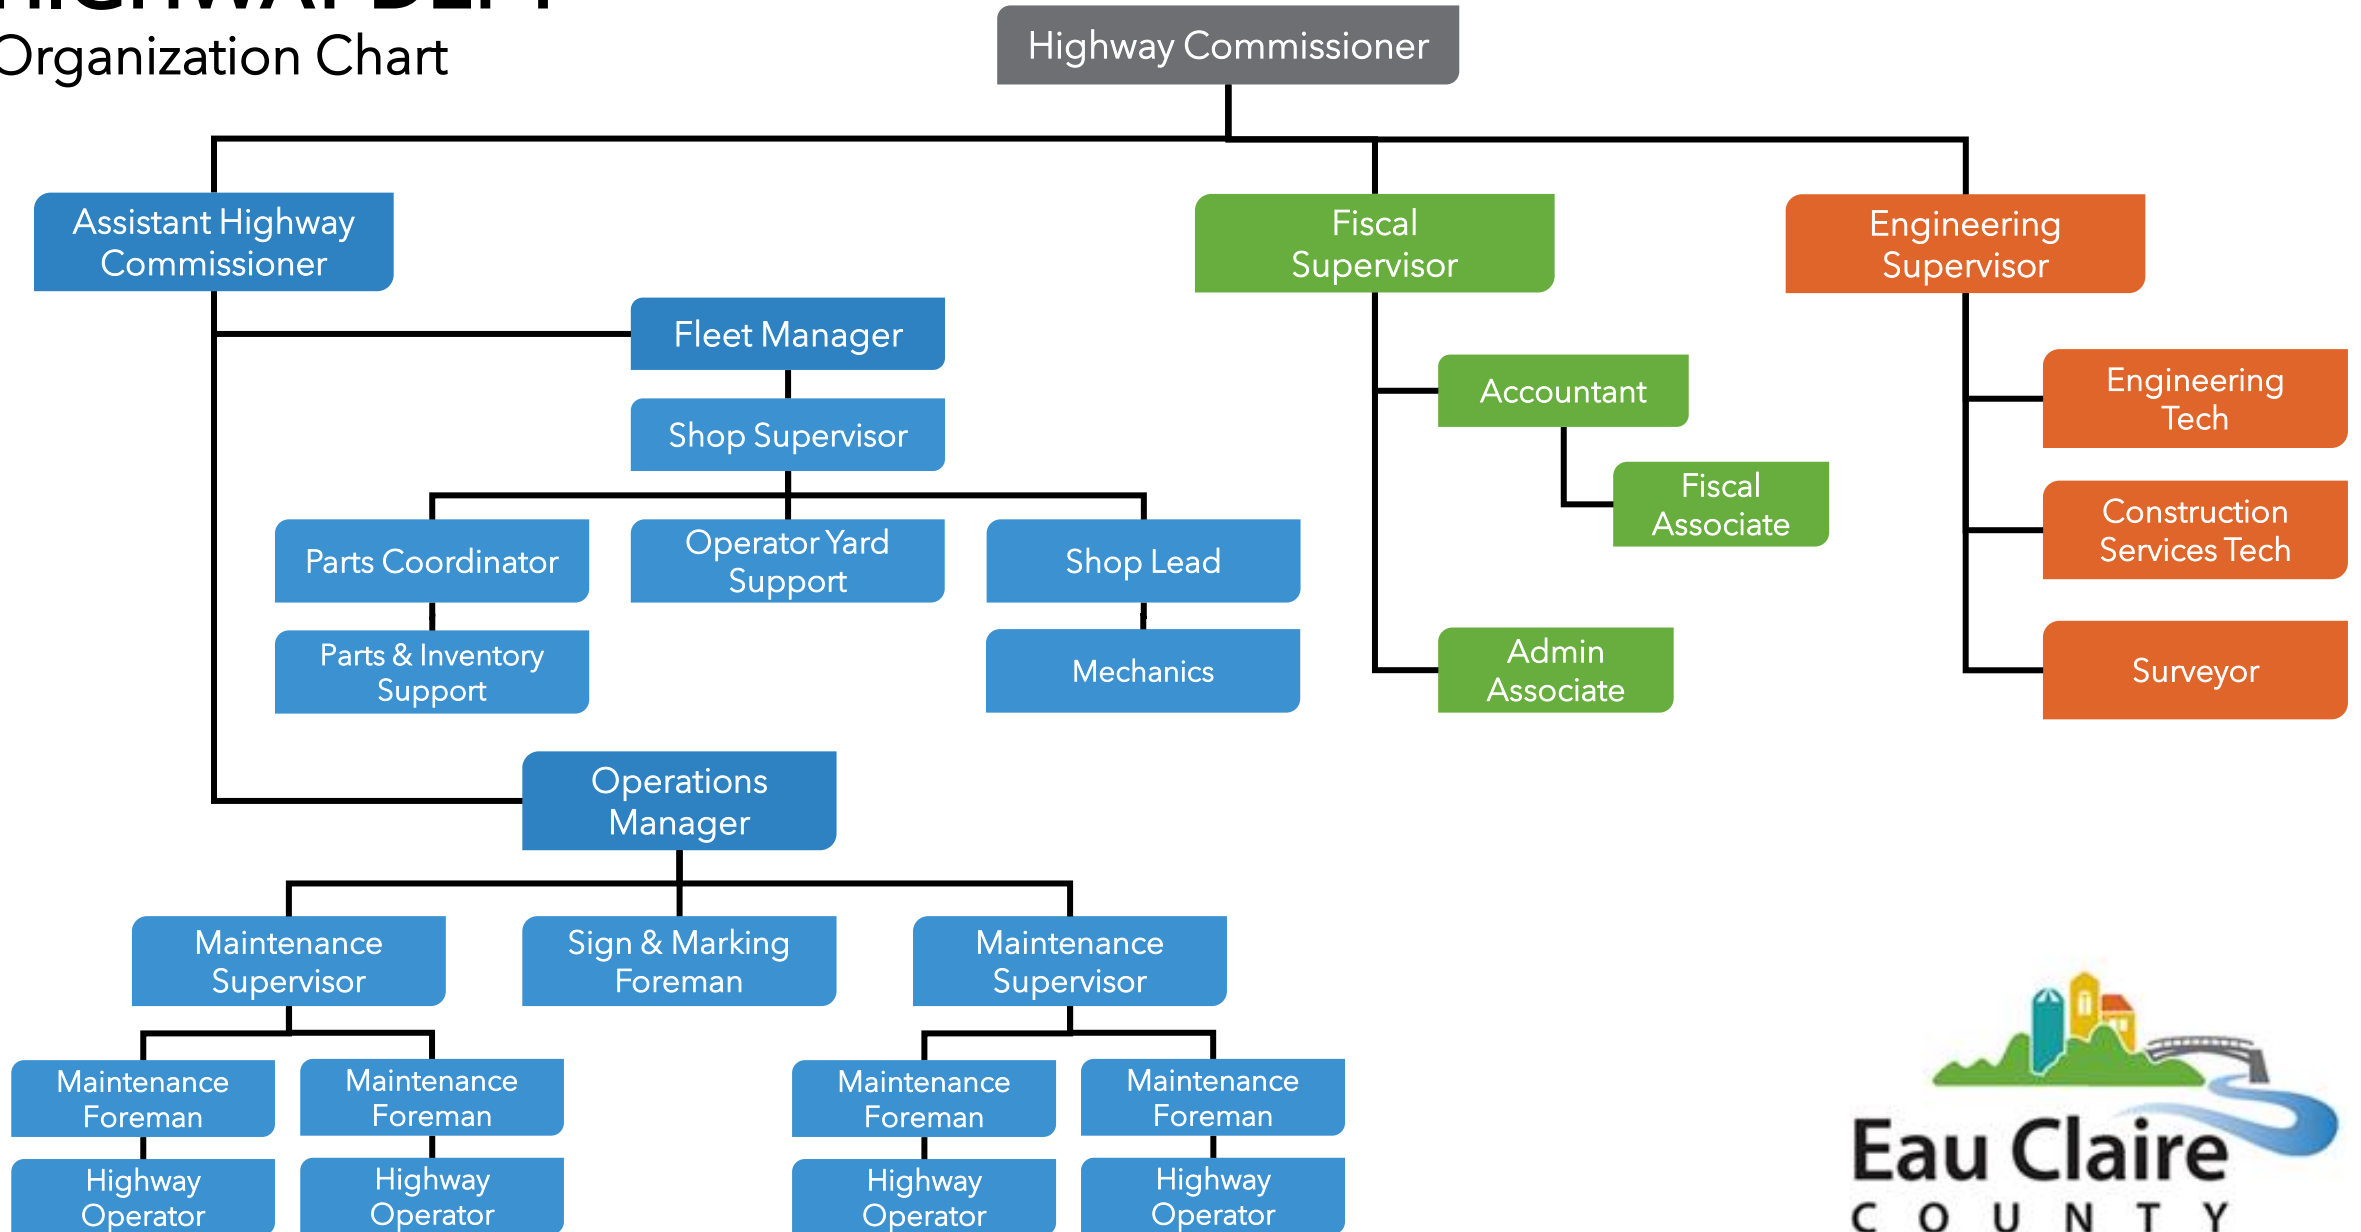 HIGHWAY DEPT
Organization Chart
Highway Commissioner
Assistant Highway
Commissioner
Fiscal
Supervisor
Engineering
Supervisor
Fleet Manager
Shop Supervisor
Parts Coordinator
Operator Yard
Support
Shop Lead
Parts & Inventory
Support
Mechanics
Accountant
Fiscal
Associate
Admin
Associate
Engineering
Tech
Construction
Services Tech
Surveyor
Operations
Manager
Maintenance
Supervisor
Sign & Marking
Foreman
Maintenance
Supervisor
Maintenance
Foreman
Maintenance
Foreman
Maintenance
Foreman
Maintenance
Foreman
Highway
Operator
Highway
Operator
Highway
Operator
Highway
Operator
Eau Claire
COUNTY